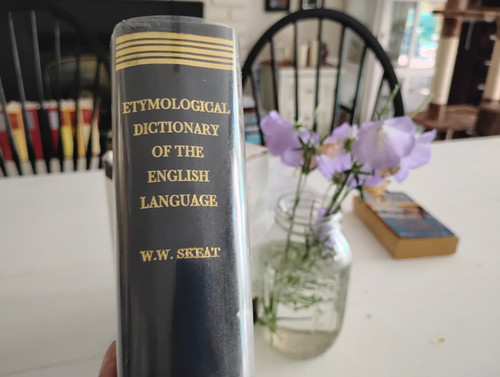 ETYMOLOGICAL
DICTIONARY
OF THE
ENGLISH
LANGUAGE
W.W. SKEAT